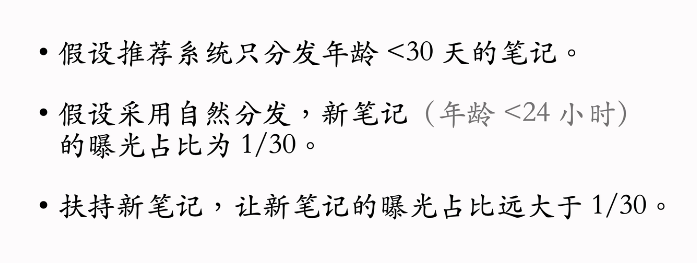 • 假设推荐系统只分发年龄 <30 天的笔记。
• 假设采用自然分发，新笔记（年龄 <24 小时）
的曝光占比为 1/30。
• 扶持新笔记，让新笔记的曝光占比远大于 1/30。